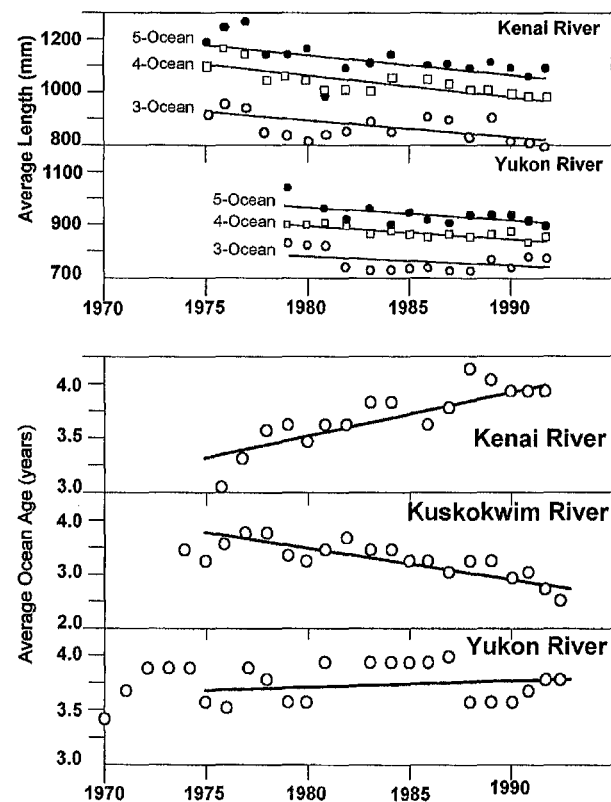 Kenai River
1200
5-Ocean
4-Ocean
1000
3-Ocean
800
Average Length (mm)
Yukon River
1100
5-Ocean
900
4-Ocean
3-Ocean
700
1970 1975 1980 1985 1990
4.0
3.5
Kenai River
3.0
Kuskokwim River
4.0
3.0
2.0
Average Ocean Age (years)
Yukon River
4.0
3.5
3.0
1970 1975 1980 1985 1990